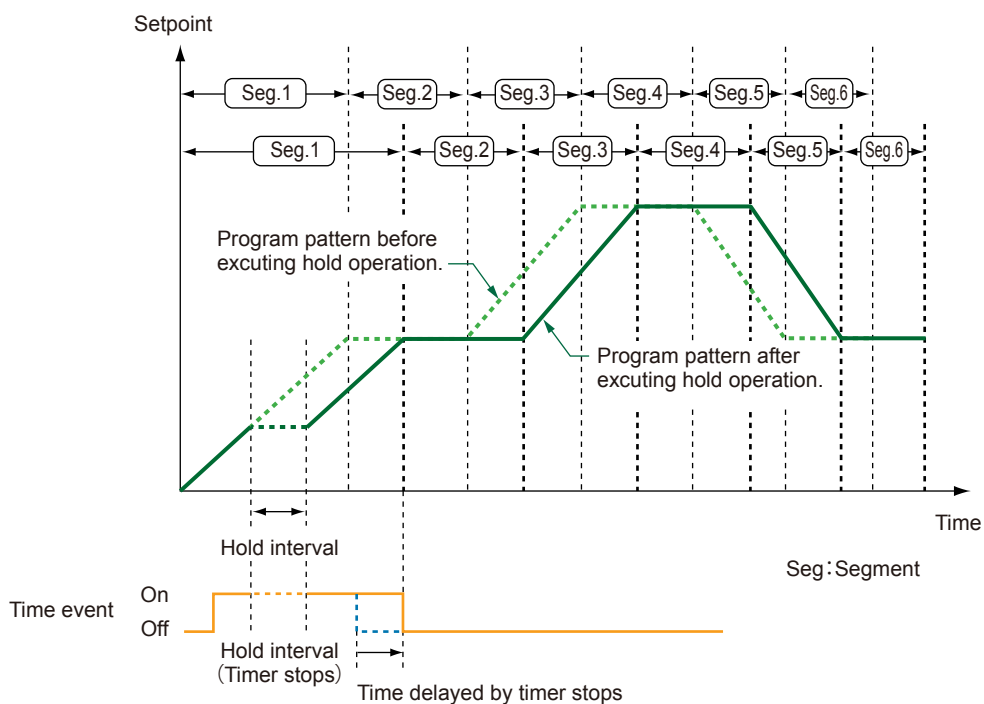 Setpoint
Seg.1 Seg.2 Seg.3 Seg.4 Seg.5 Seg.6
Seg.1 Seg.2 Seg.3 Seg.4 Seg.5 Seg.6
Program pattern before
excuting hold operation.
Program pattern after
excuting hold operation.
Time
Hold interval
Seg:Segment
Time event
On
Off
Hold interval
(Timer stops)
Time delayed by timer stops